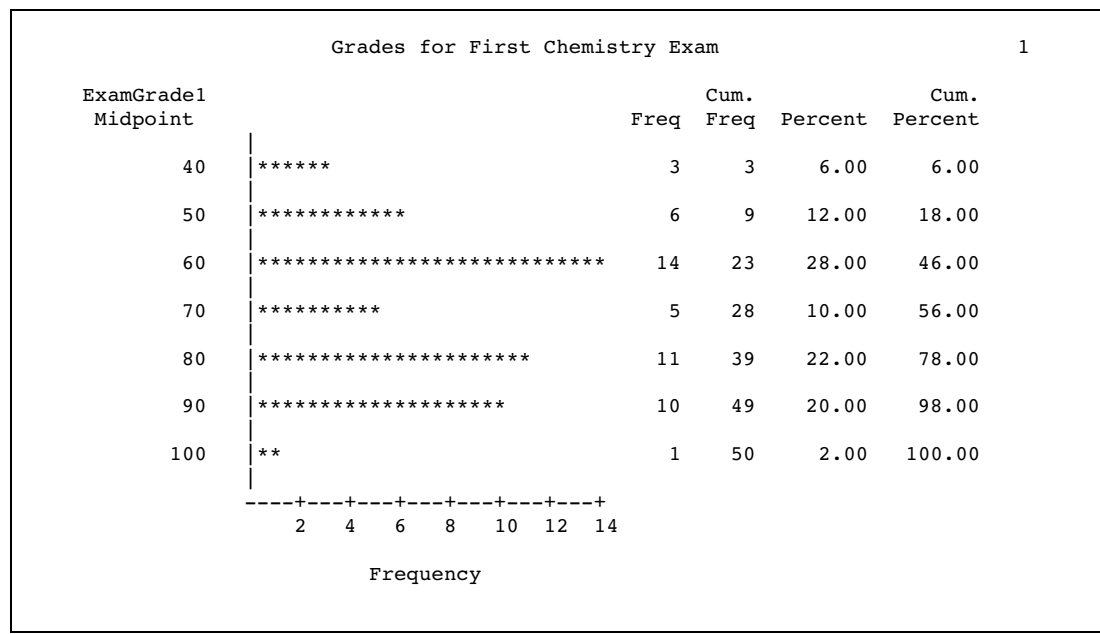 Grades for First Chemistry Exam 1
ExamGrade1 Cum. Cum.
Midpoint Freq Freq Percent Percent
40 |****** 3 3 6.00 6.00
50 |************ 6 9 12.00 18.00
60 |**************************** 14 23 28.00 46.00
70 |********** 5 28 10.00 56.00
80 |********************** 11 39 22.00 78.00
90 |******************** 10 49 20.00 98.00
100 |** 1 50 2.00 100.00
----+---+---+---+---+---+---+
2 4 6 8 10 12 14
Frequency